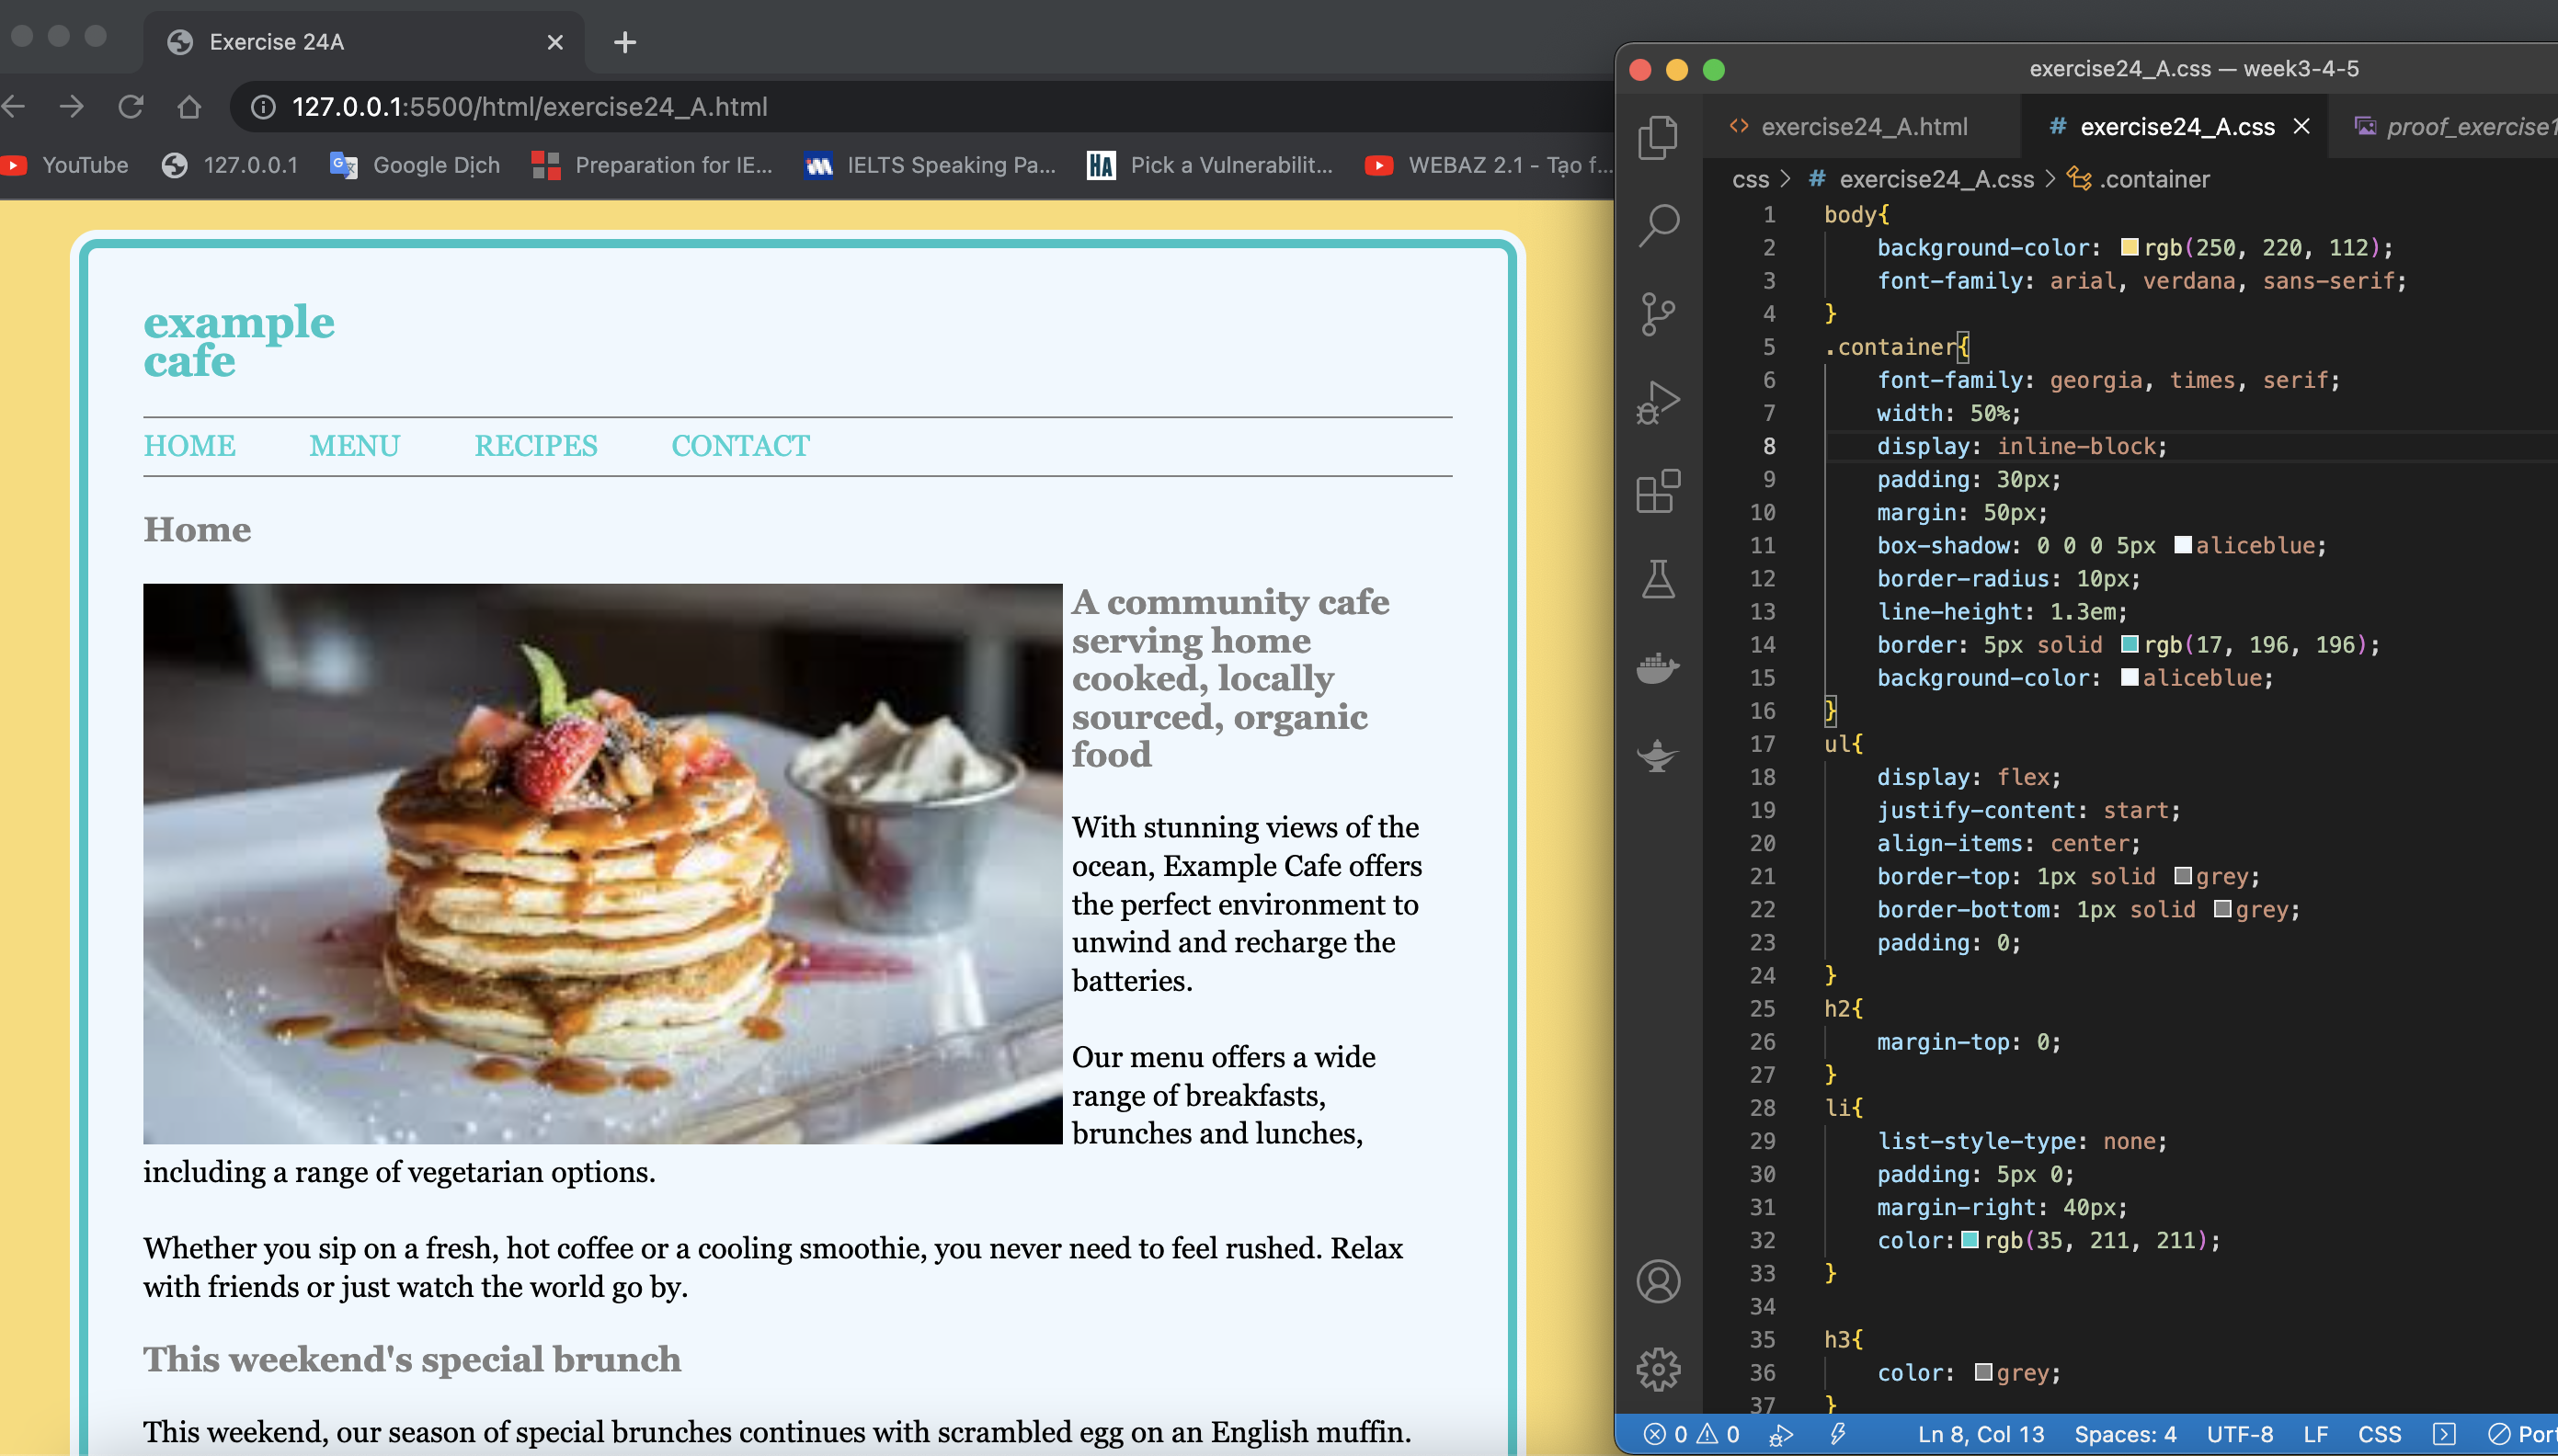 Exercise 24A
127.0.0.1:5500/html/exercise24_A.html
YouTube 127.0.0.1 Google Dịch Preparation for IE... IELTS Speaking Pa... HA Pick a Vulnerabilit... WEBAZ 2.1 - Tạo f...
example
cafe
HOME MENU RECIPES CONTACT
Home
A community cafe
serving home
cooked, locally
sourced, organic
food
With stunning views of the
ocean, Example Cafe offers
the perfect environment to
unwind and recharge the
batteries.
Our menu offers a wide
range of breakfasts,
brunches and lunches,
including a range of vegetarian options.
Whether you sip on a fresh, hot coffee or a cooling smoothie, you never need to feel rushed. Relax
with friends or just watch the world go by.
This weekend's special brunch
This weekend, our season of special brunches continues with scrambled egg on an English muffin.
exercise24_A.css — week3-4-5
exercise24_A.html # exercise24_A.css proof_exercise1
css > # exercise24_A.css > .container
1 body{
2 background-color: rgb(250, 220, 112);
3 font-family: arial, verdana, sans-serif;
4 }
5 .container{
6 font-family: georgia, times, serif;
7 width: 50%;
8 display: inline-block;
9 padding: 30px;
10 margin: 50px;
11 box-shadow: 0 0 0 5px aliceblue;
12 border-radius: 10px;
13 line-height: 1.3em;
14 border: 5px solid rgb(17, 196, 196);
15 background-color: aliceblue;
16 }
17 ul{
18 display: flex;
19 justify-content: start;
20 align-items: center;
21 border-top: 1px solid grey;
22 border-bottom: 1px solid grey;
23 padding: 0;
24 }
25 h2{
26 margin-top: 0;
27 }
28 li{
29 list-style-type: none;
30 padding: 5px 0;
31 margin-right: 40px;
32 color: rgb(35, 211, 211);
33 }
34
35 h3{
36 color: grey;
37 }
0 0 Ln 8, Col 13 Spaces: 4 UTF-8 LF CSS Port